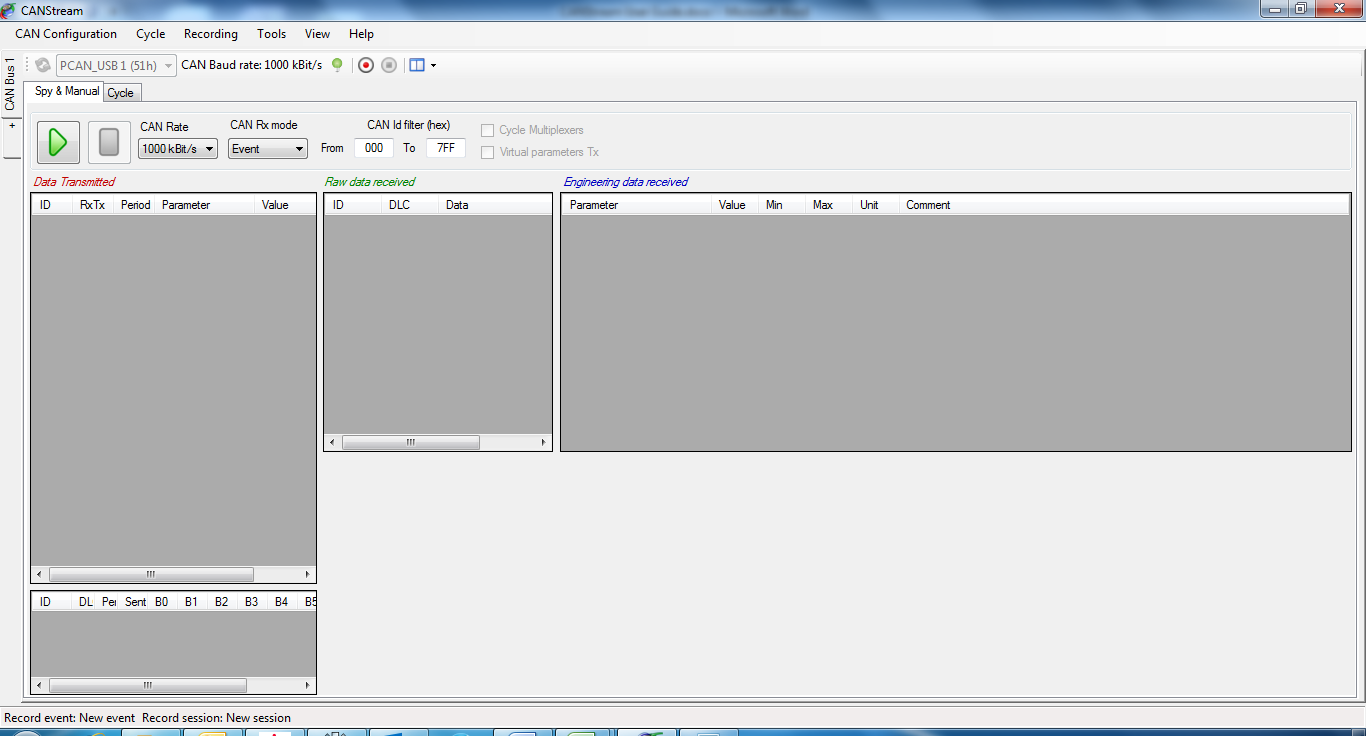 CANStream
CAN Configuration Cycle Recording Tools View Help
CAN Bus 1
+
PCAN_USB 1 (51h) CAN Baud rate: 1000 kBit/s
Spy & Manual Cycle
CAN Rate CAN Rx mode CAN Id filter (hex)
1000 kBit/s Event From 000 To 7FF
Cycle Multiplexers
Virtual parameters Tx
Data Transmitted
ID RxTx Period Parameter Value
Raw data received
ID DLC Data
Engineering data received
Parameter Value Min Max Unit Comment
ID DL Per Sent B0 B1 B2 B3 B4 B5
Record event: New event Record session: New session